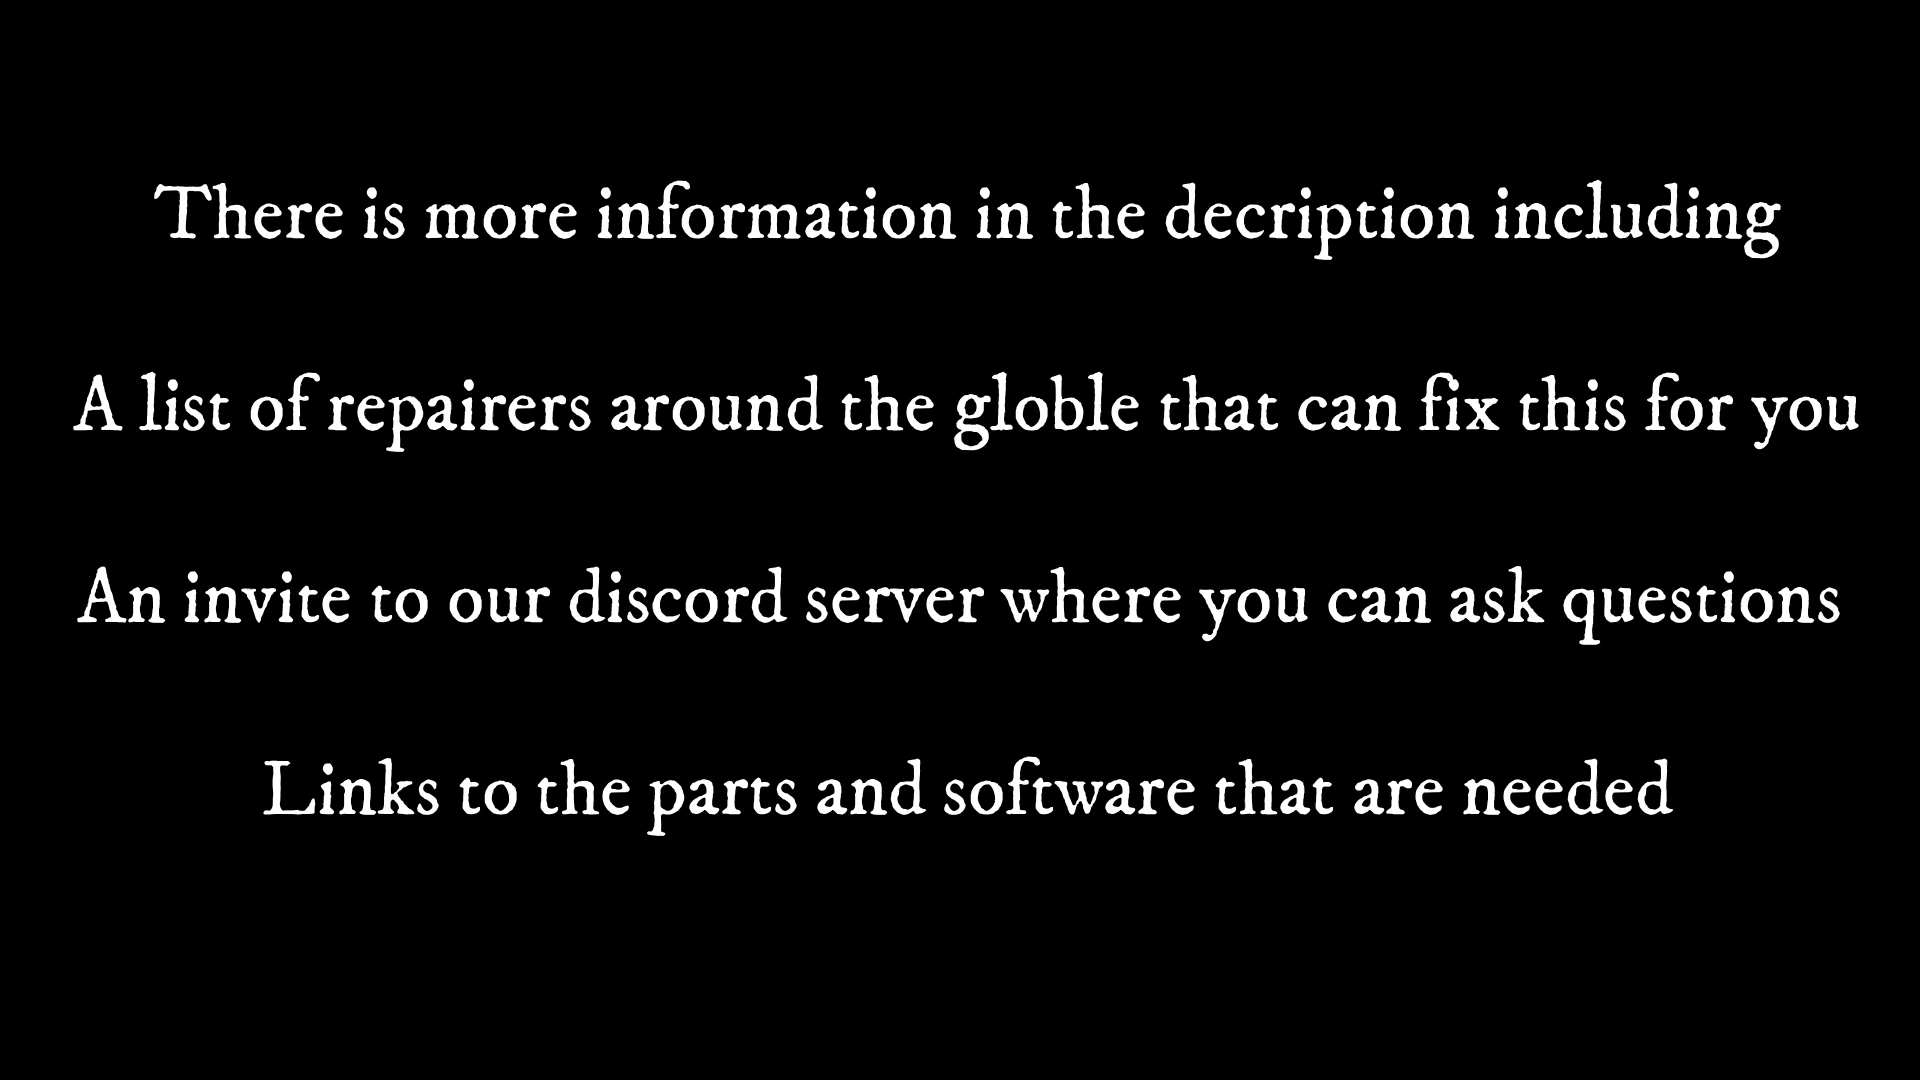 There is more information in the decription including
A list of repairers around the globle that can fix this for you
An invite to our discord server where you can ask questions
Links to the parts and software that are needed